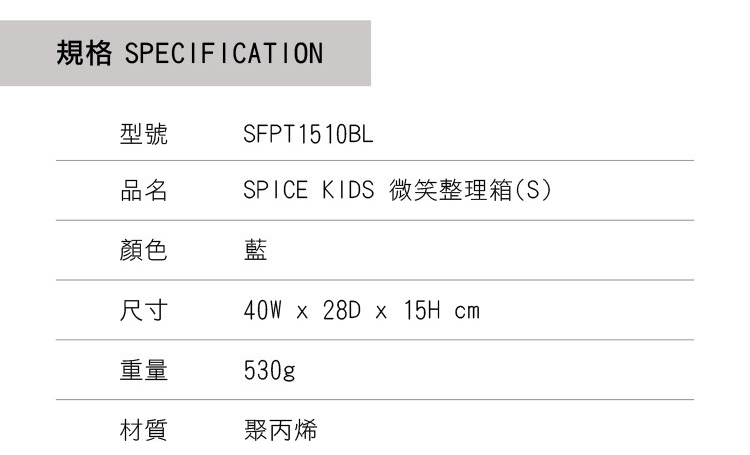 規格 SPECIFICATION
型號 SFPT1510BL
品名 SPICE KIDS 微笑整理箱(S)
顏色 藍
尺寸 40W x 28D x 15H cm
重量 530g
材質 聚丙烯